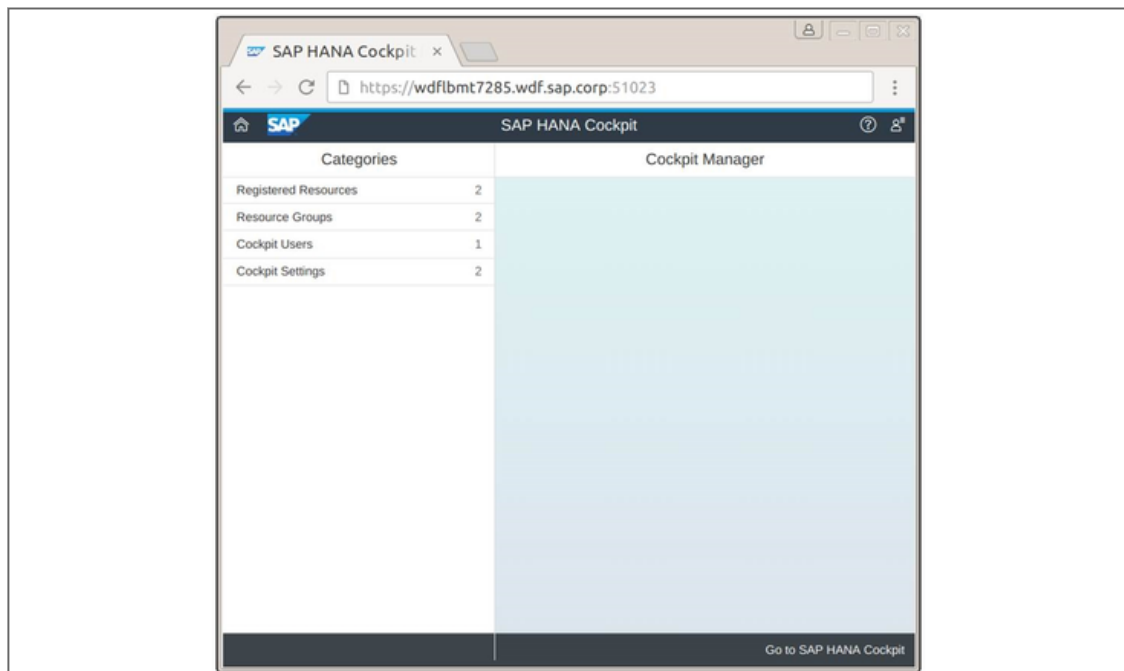 SAP HANA Cockpit
https://wdflbmt7285.wdf.sap.corp:51023
SAP SAP HANA Cockpit
Categories Cockpit Manager
Registered Resources 2
Resource Groups 2
Cockpit Users 1
Cockpit Settings 2
Go to SAP HANA Cockpit